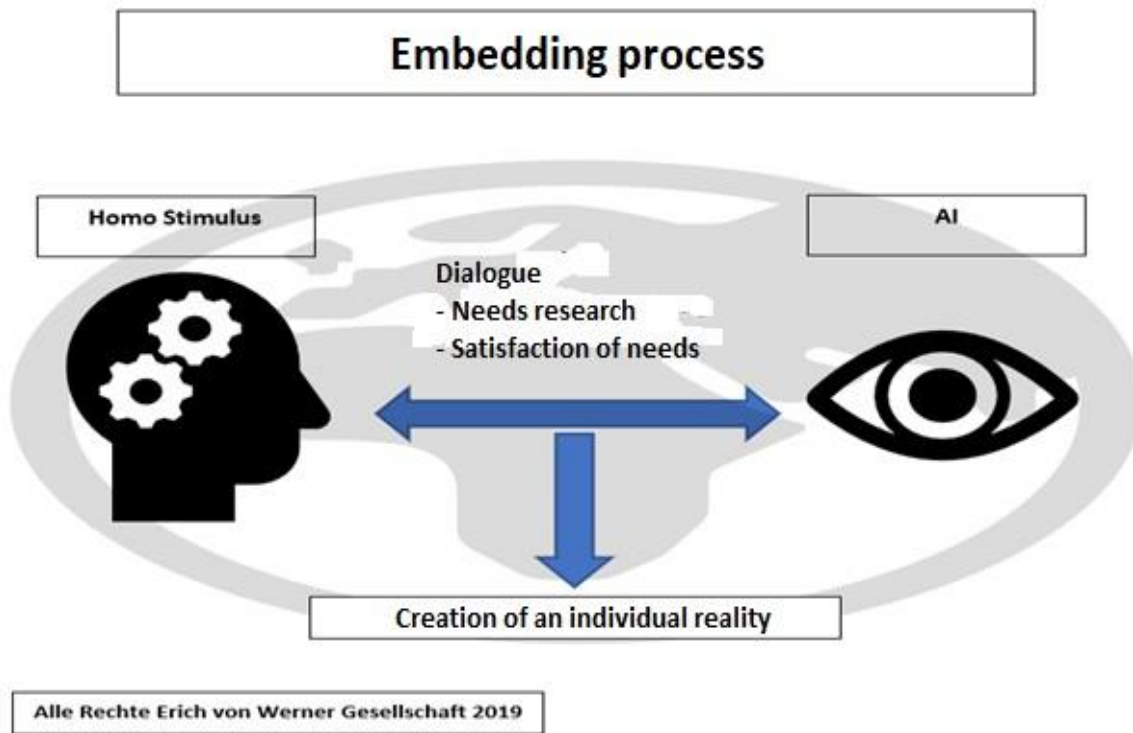 Embedding process
Homo Stimulus
AI
Dialogue
- Needs research
- Satisfaction of needs
Creation of an individual reality
Alle Rechte Erich von Werner Gesellschaft 2019